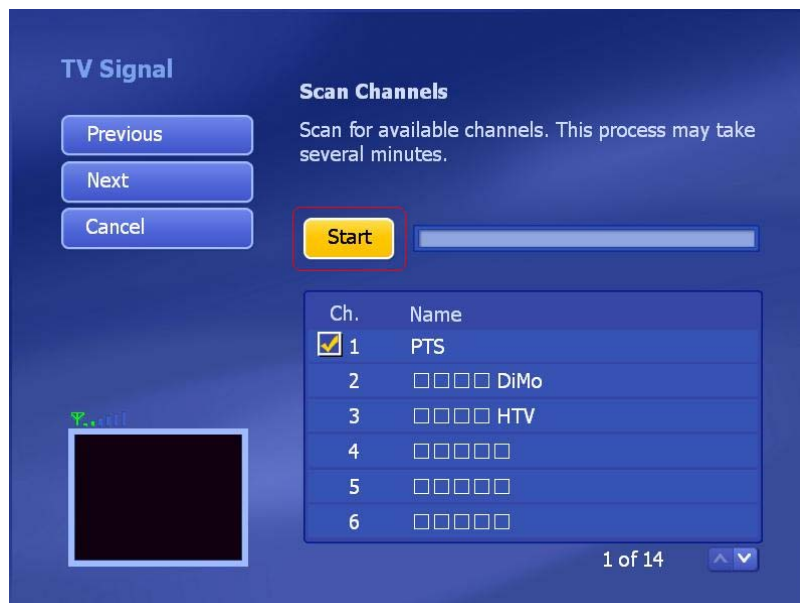 TV Signal
Previous
Next
Cancel
Scan Channels
Scan for available channels. This process may take
several minutes.
Start
Ch. Name
1 PTS
2 □□□□ DiMo
3 □□□□ HTV
4 □□□□□
5 □□□□□
6 □□□□□
1 of 14